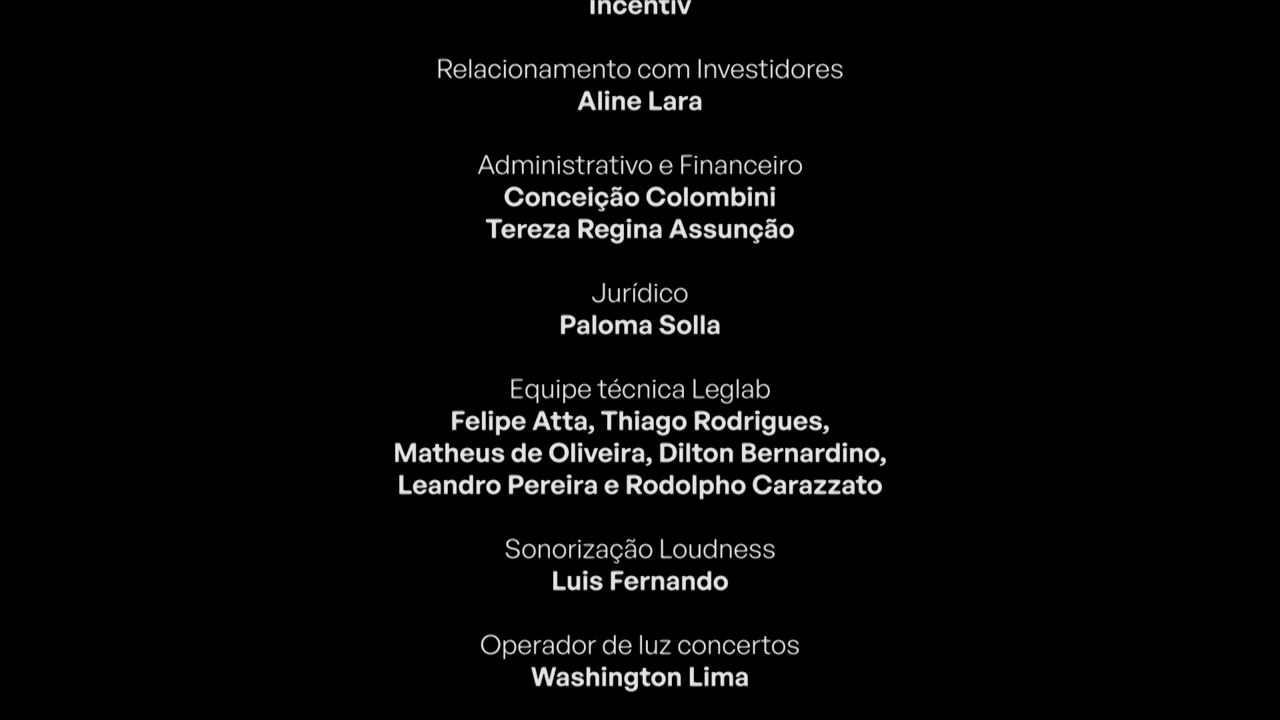 Incentiv
Relacionamento com Investidores
Aline Lara
Administrativo e Financeiro
Conceição Colombini
Tereza Regina Assunção
Jurídico
Paloma Solla
Equipe técnica Leglab
Felipe Atta, Thiago Rodrigues,
Matheus de Oliveira, Dilton Bernardino,
Leandro Pereira e Rodolpho Carazzato
Sonorização Loudness
Luis Fernando
Operador de luz concertos
Washington Lima